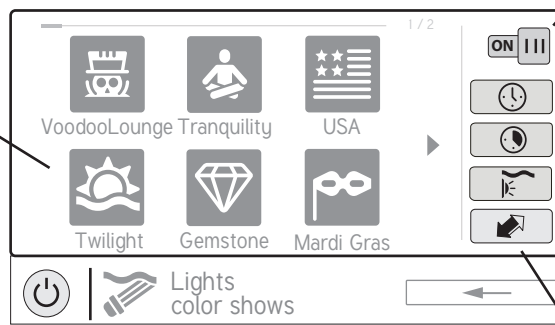 1 / 2
ON
VoodooLounge Tranquility USA
Twilight Gemstone Mardi Gras
Lights
color shows